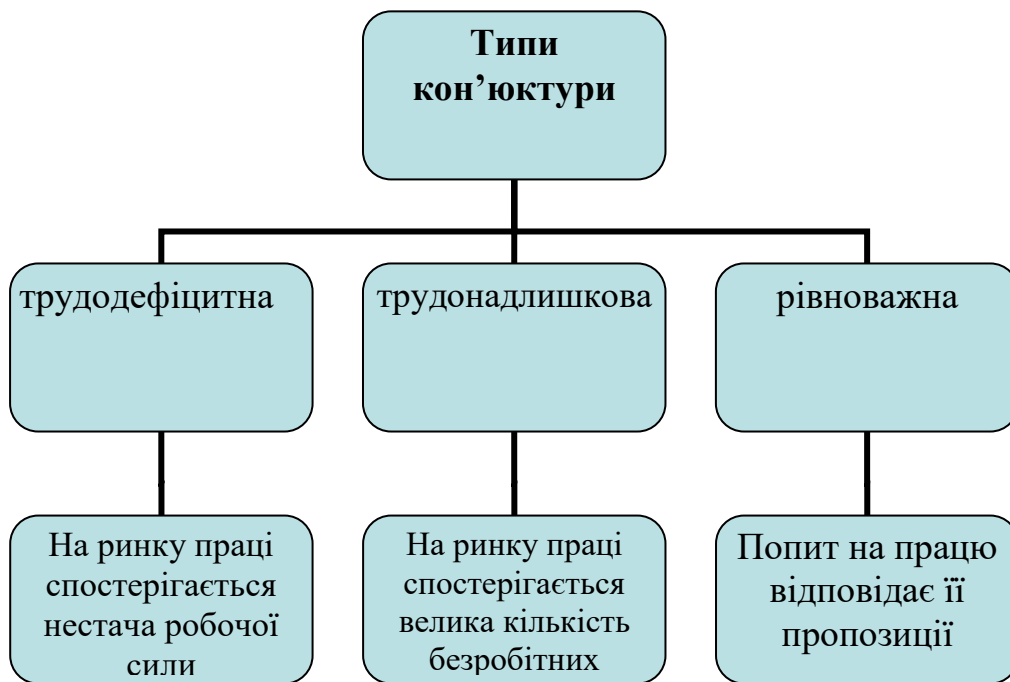 Типи
кон’юктури
трудодефіцитна
трудонадлишкова
рівноважна
На ринку праці
спостерігається
нестача робочої
сили
На ринку праці
спостерігається
велика кількість
безробітних
Попит на працю
відповідає її
пропозиції